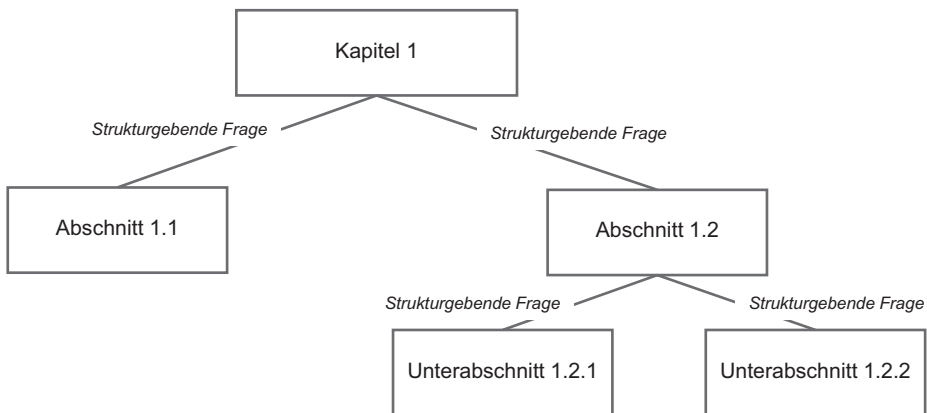 Kapitel 1
Strukturgebende Frage
Strukturgebende Frage
Abschnitt 1.1
Abschnitt 1.2
Strukturgebende Frage
Strukturgebende Frage
Unterabschnitt 1.2.1
Unterabschnitt 1.2.2